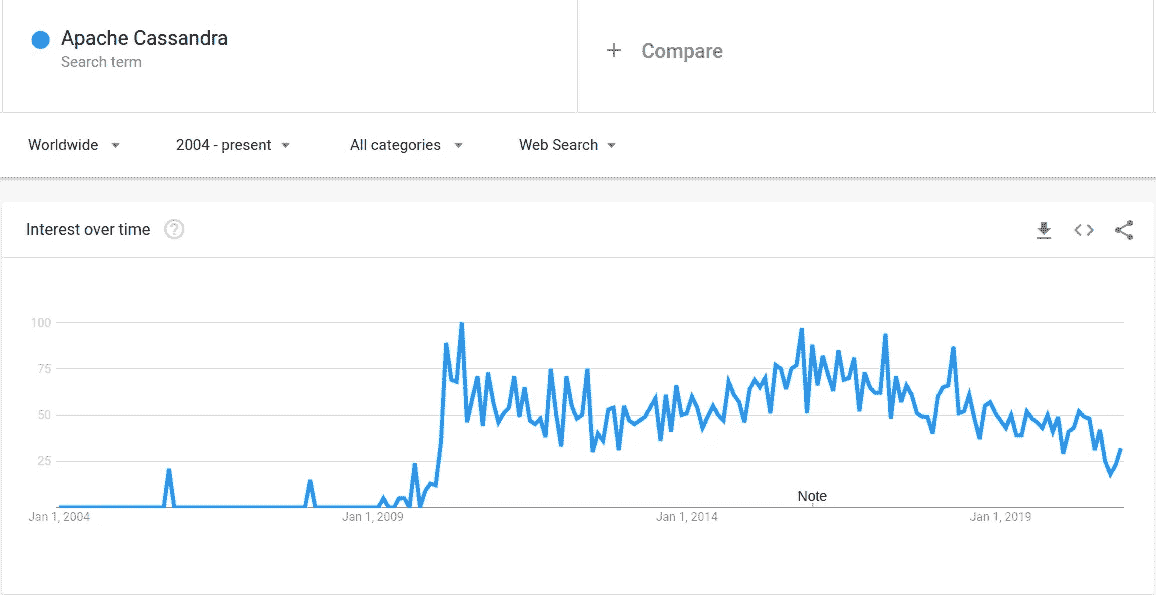 Apache Cassandra
Search term
+ Compare
Worldwide
2004 - present
All categories
Web Search
Interest over time ?
100
75
50
25
Note
Jan 1, 2004
Jan 1, 2009
Jan 1, 2014
Jan 1, 2019